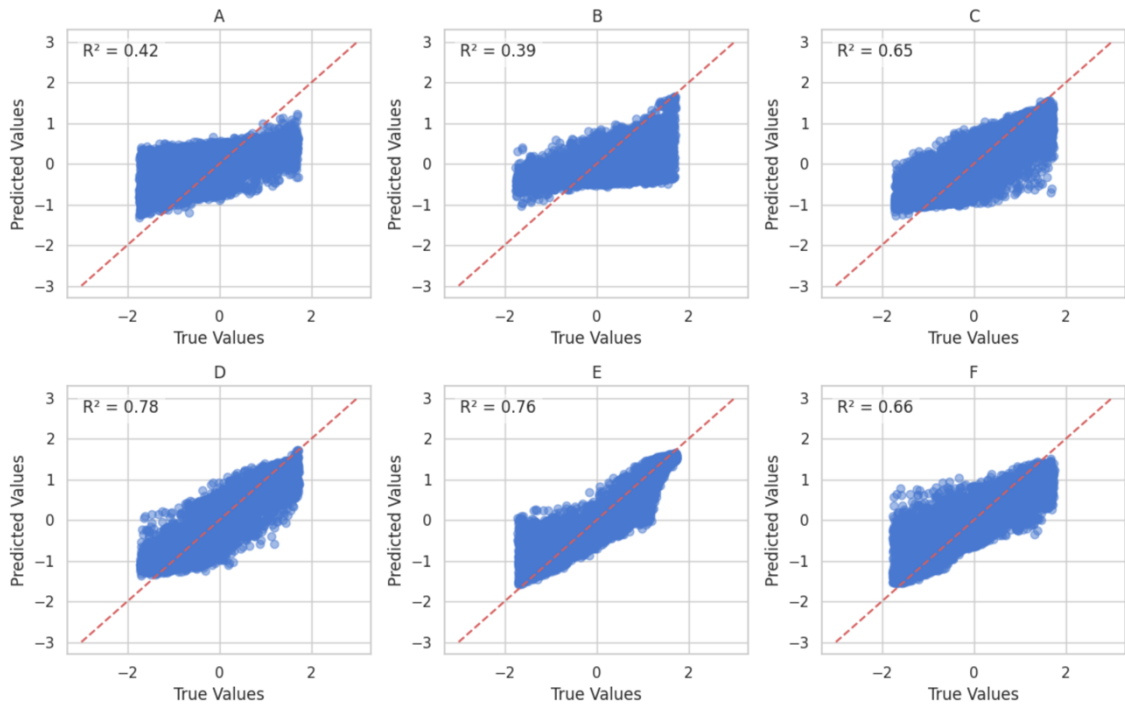 A
R² = 0.42
3
2
1
0
−1
−2
−3
Predicted Values
−2 0 2
True Values
B
R² = 0.39
3
2
1
0
−1
−2
−3
Predicted Values
−2 0 2
True Values
C
R² = 0.65
3
2
1
0
−1
−2
−3
Predicted Values
−2 0 2
True Values
D
R² = 0.78
3
2
1
0
−1
−2
−3
Predicted Values
−2 0 2
True Values
E
R² = 0.76
3
2
1
0
−1
−2
−3
Predicted Values
−2 0 2
True Values
F
R² = 0.66
3
2
1
0
−1
−2
−3
Predicted Values
−2 0 2
True Values